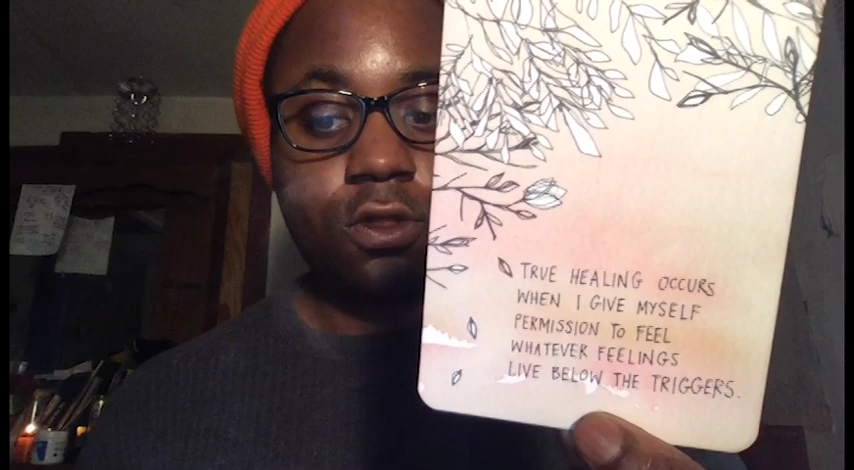 TRUE HEALING OCCURS
WHEN I GIVE MYSELF
PERMISSION TO FEEL
WHATEVER FEELINGS
LIVE BELOW THE TRIGGERS.